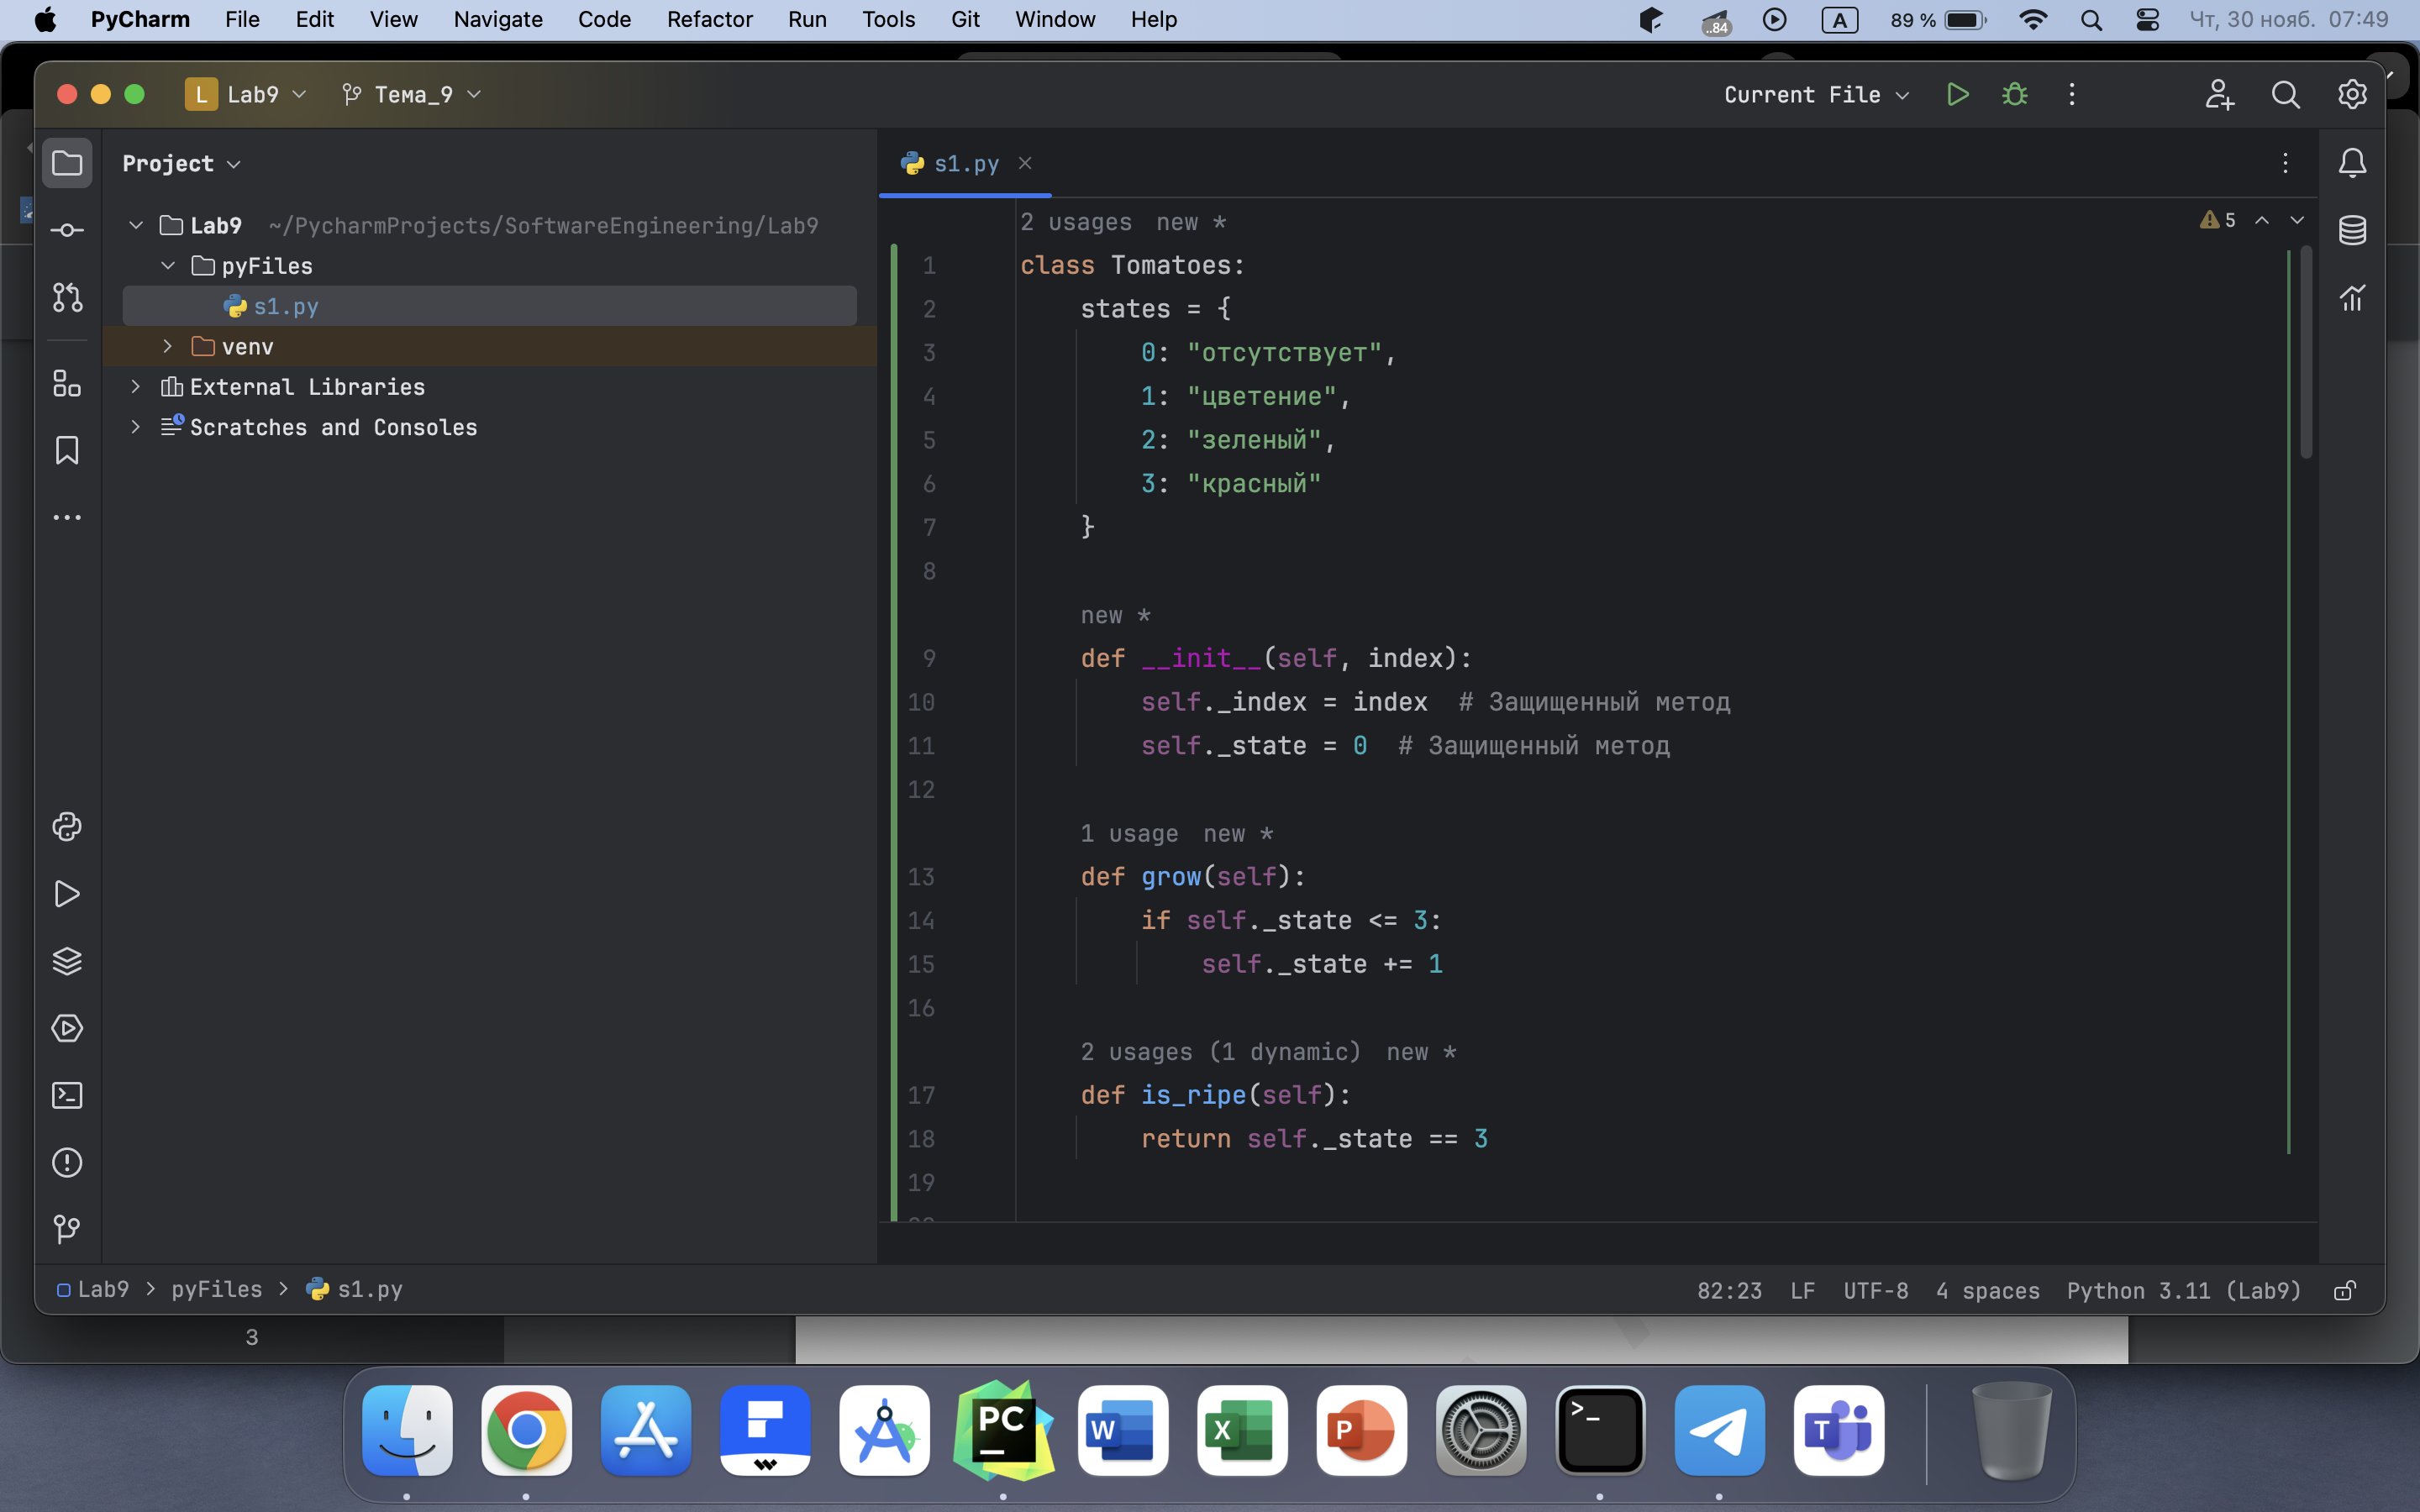 PyCharm File Edit View Navigate Code Refactor Run Tools Git Window Help ..84 A 89 % Чт, 30 нояб. 07:49
L Lab9 Тема_9 Current File
Project
s1.py
Lab9 ~/PycharmProjects/SoftwareEngineering/Lab9
pyFiles
s1.py
venv
External Libraries
Scratches and Consoles
2 usages new *
5
1 class Tomatoes:
2 states = {
3 0: "отсутствует",
4 1: "цветение",
5 2: "зеленый",
6 3: "красный"
7 }
8
new *
9 def __init__(self, index):
10 self._index = index # Защищенный метод
11 self._state = 0 # Защищенный метод
12
1 usage new *
13 def grow(self):
14 if self._state <= 3:
15 self._state += 1
16
2 usages (1 dynamic) new *
17 def is_ripe(self):
18 return self._state == 3
19
Lab9 > pyFiles > s1.py 82:23 LF UTF-8 4 spaces Python 3.11 (Lab9)
3
PC W X P >_ T